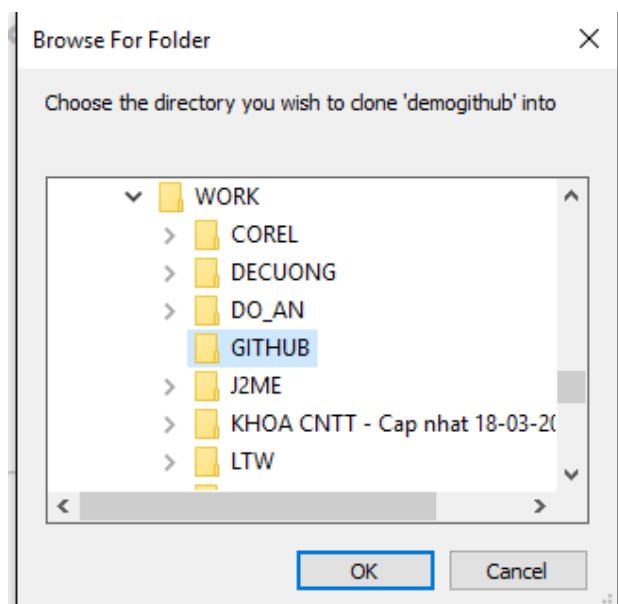 Browse For Folder
Choose the directory you wish to clone 'demogithub' into
WORK
COREL
DECUONG
DO_AN
GITHUB
J2ME
KHOA CNTT - Cap nhat 18-03-20
LTW
OK
Cancel